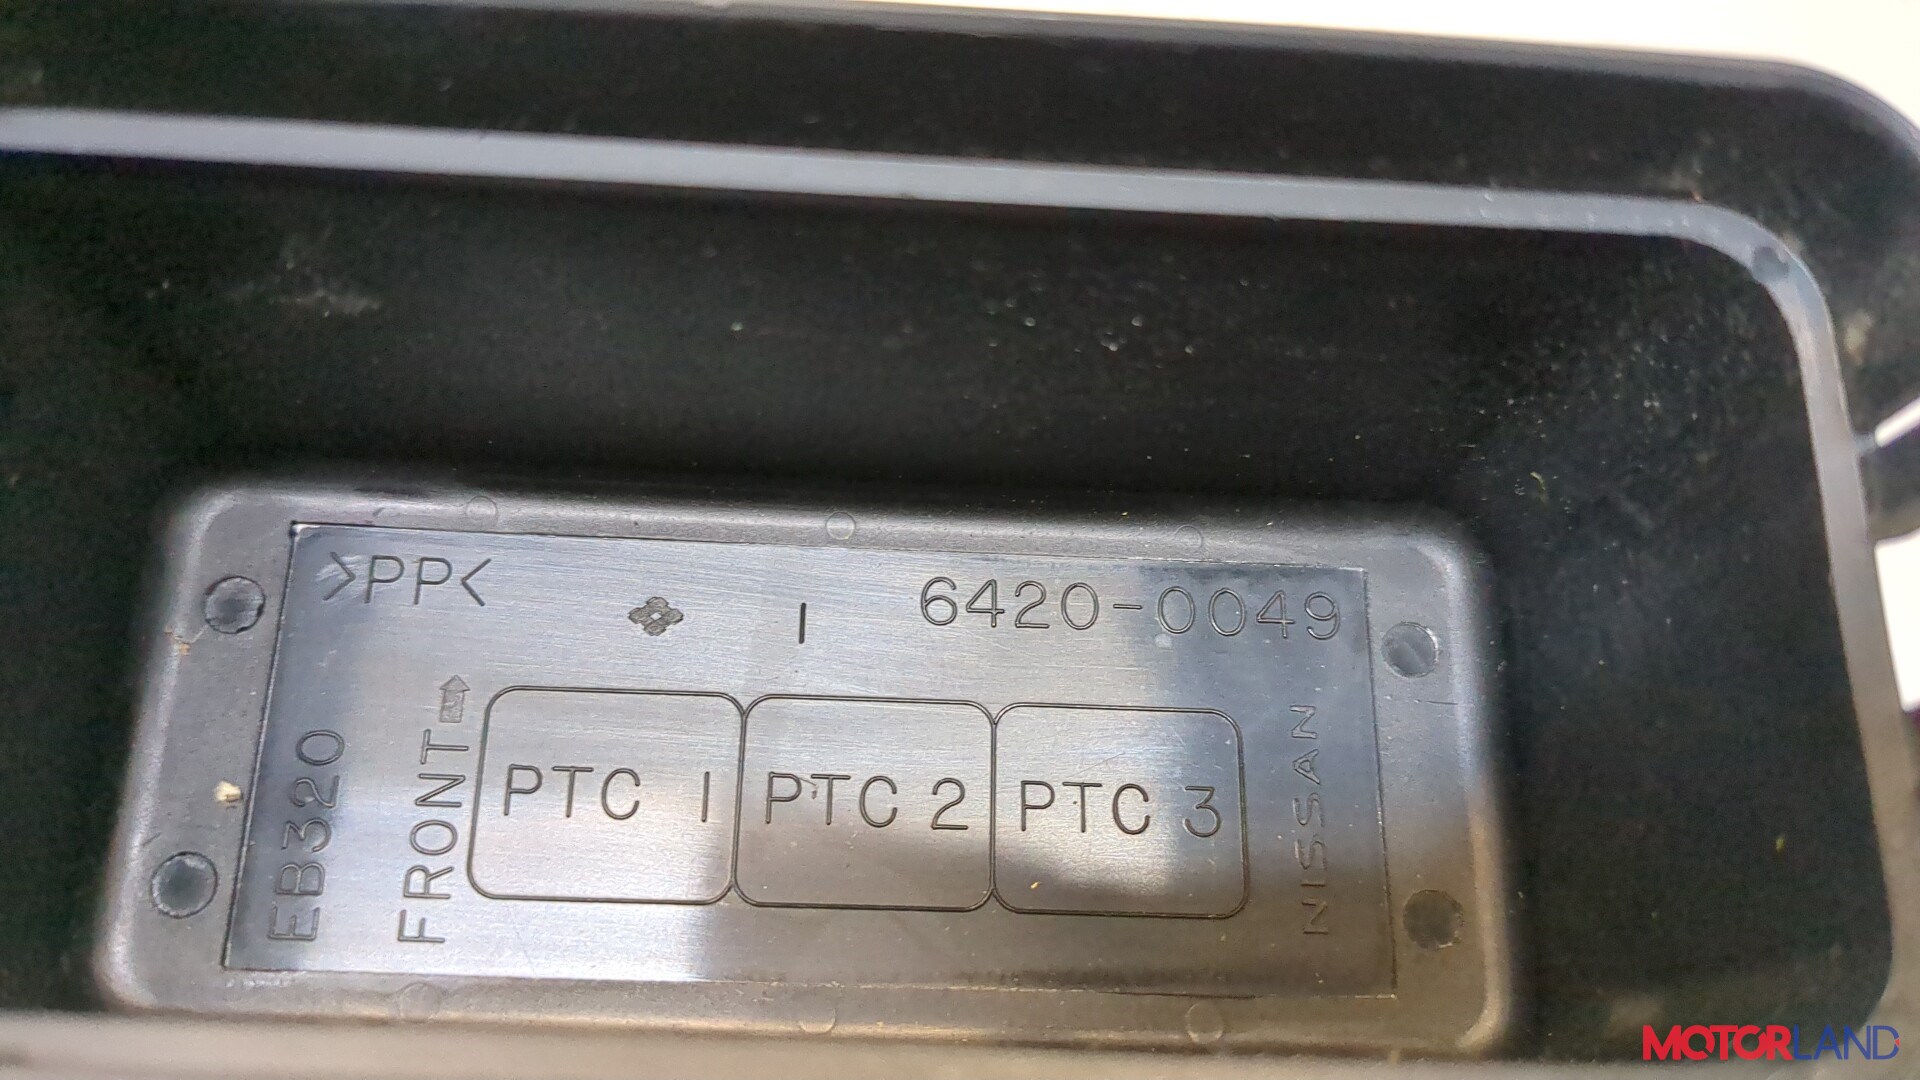 >PP<
I 6420-0049
EB320
FRONT
PTC 1 PTC 2 PTC 3
NISSAN
MOTORLAND